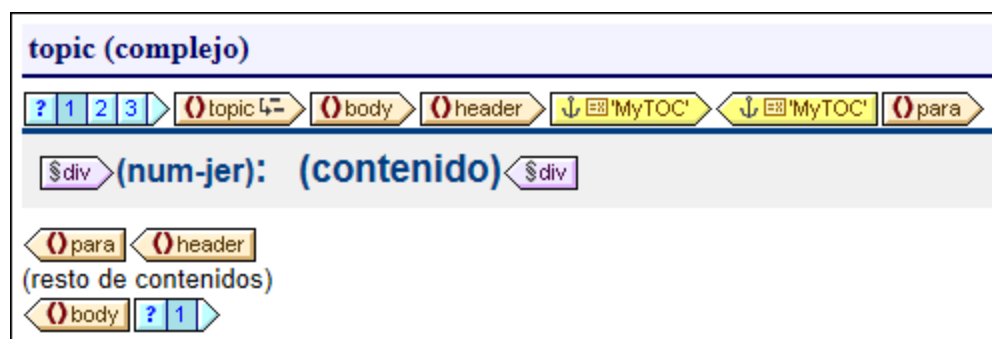 topic (complejo)
? 1 2 3 ()topic ()body ()header 'MyTOC' 'MyTOC' ()para
§div (num-jer): (contenido) §div
()para ()header
(resto de contenidos)
()body ? 1